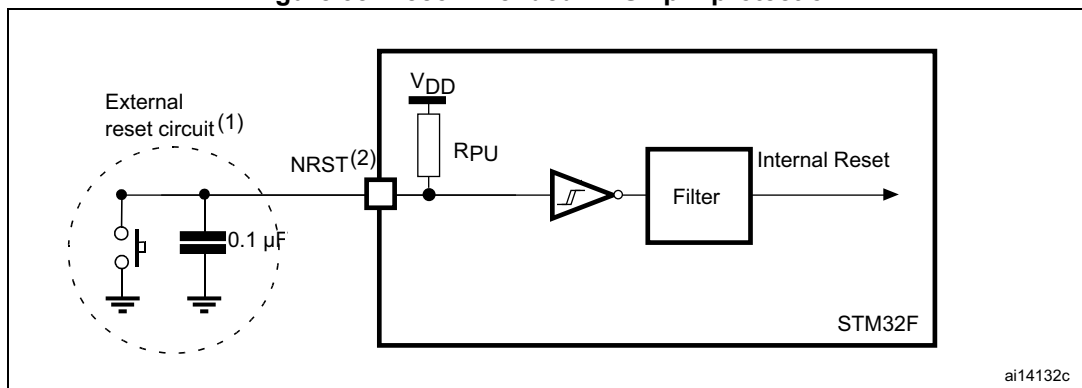 External
reset circuit(1)
VDD
RPU
NRST(2)
Internal Reset
Filter
0.1 µF
STM32F
ai14132c